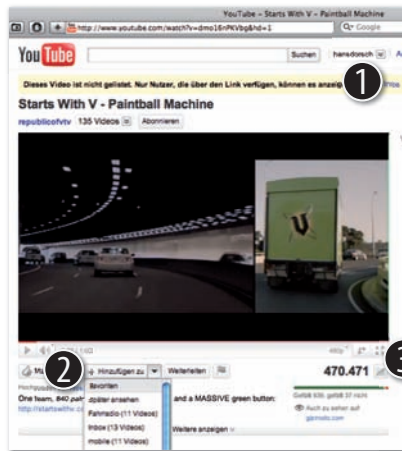 YouTube – Starts With V – Paintball Machine
http://www.youtube.com/watch?v=dmo16nPKVbg&hd=1
Google
You Tube
Suchen
hansdorsch
1
Dieses Video ist nicht gelistet. Nur Nutzer, die über den Link verfügen, können es
Starts With V - Paintball Machine
republicofvtv 135 Videos Abonnieren
V
2
Hinzufügen zu
Weiterleiten
470.471
3
Favoriten
Später ansehen
Fahrradio (11 Videos)
Inbox (13 Videos)
mobile (11 Videos)
One team, 840
and a MASSIVE green button:
http://startswithv.
Weitere anzeigen
Auch zu sehen auf
gizmodo.com